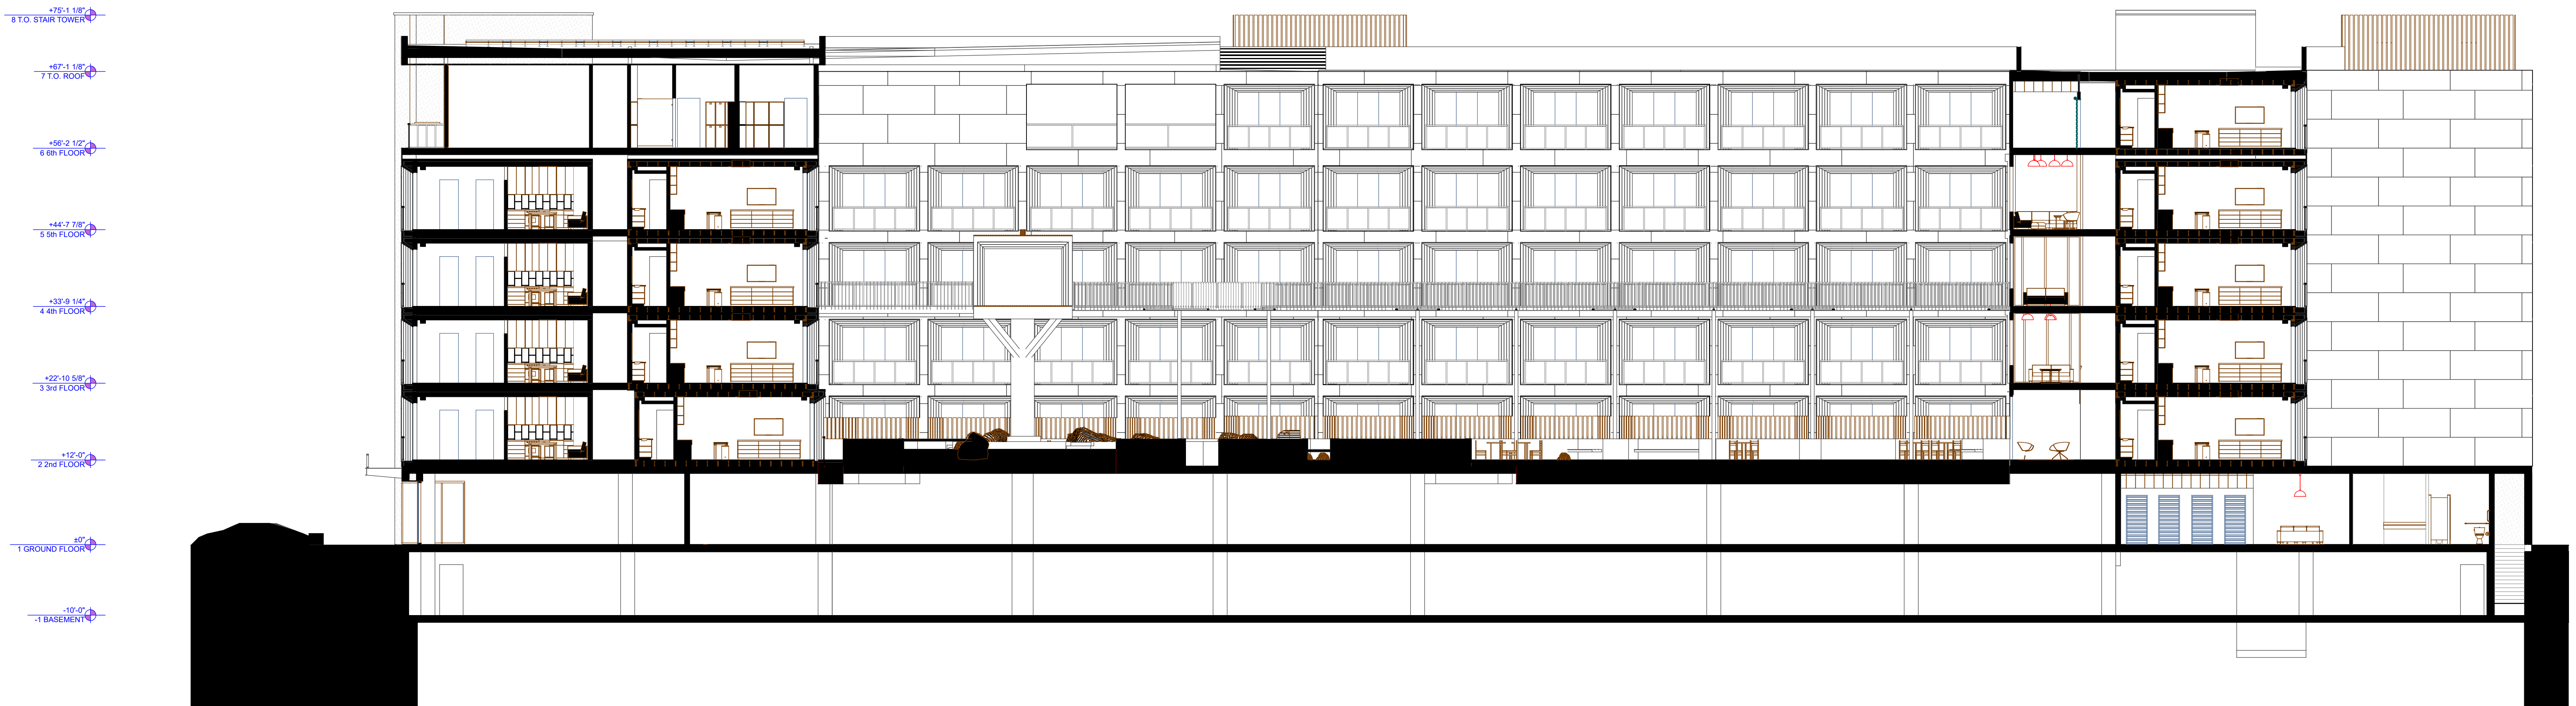 +75'-1 1/8"
8 T.O. STAIR TOWER
+67'-1 1/8"
7 T.O. ROOF
+56'-2 1/2"
6 6th FLOOR
+44'-7 7/8"
5 5th FLOOR
+33'-9 1/4"
4 4th FLOOR
+22'-10 5/8"
3 3rd FLOOR
+12'-0"
2 2nd FLOOR
±0"
1 GROUND FLOOR
-10'-0"
-1 BASEMENT